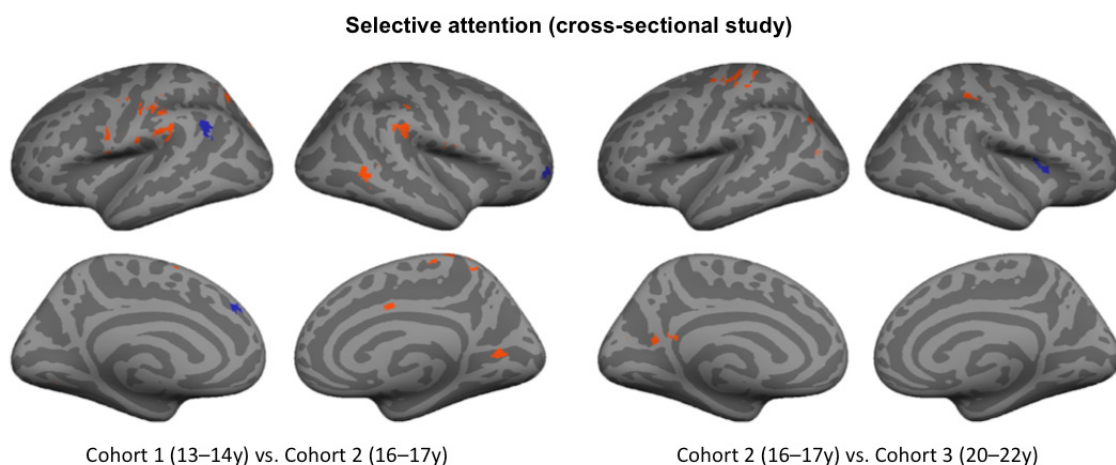 Selective attention (cross-sectional study)
Cohort 1 (13–14y) vs. Cohort 2 (16–17y)
Cohort 2 (16–17y) vs. Cohort 3 (20–22y)